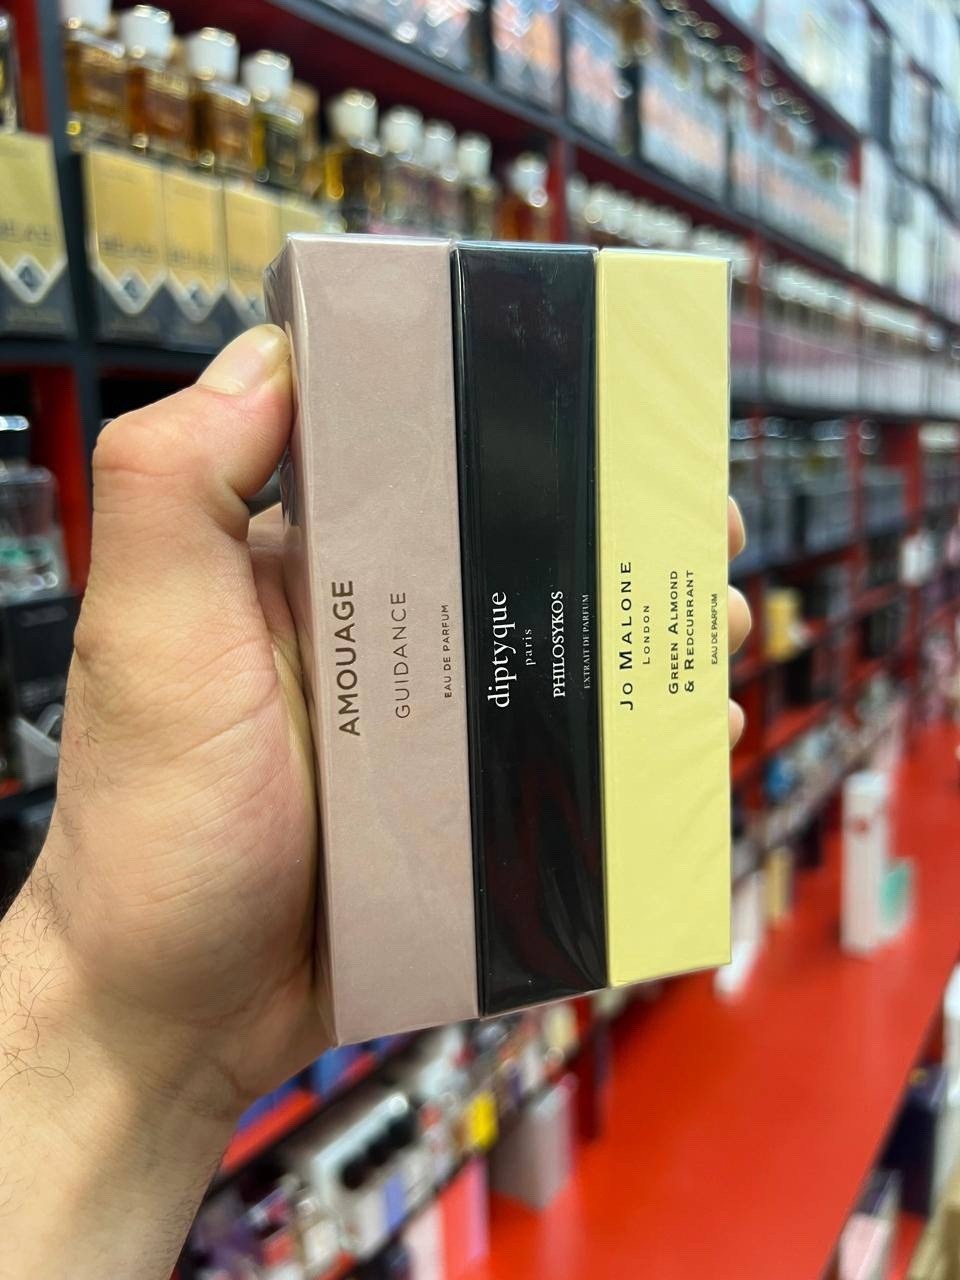 AMOUAGE
GUIDANCE
EAU DE PARFUM
diptyque
paris
PHILOSYKOS
EXTRAIT DE PARFUM
JO MALONE
LONDON
GREEN ALMOND
& REDCURRANT
EAU DE PARFUM